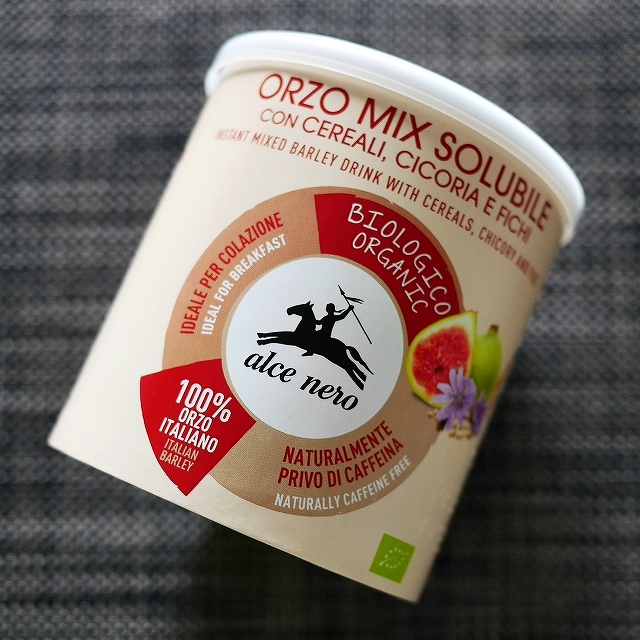 ORZO MIX SOLUBILE
CON CEREALI, CICORIA E FICHI
INSTANT MIXED BARLEY DRINK WITH CEREALS, CHICORY AND
BIOLOGICO
ORGANIC
IDEALE PER COLAZIONE
IDEAL FOR BREAKFAST
alce nero
100%
ORZO
ITALIANO
ITALIAN
BARLEY
NATURALMENTE
PRIVO DI CAFFEINA
NATURALLY CAFFEINE FREE